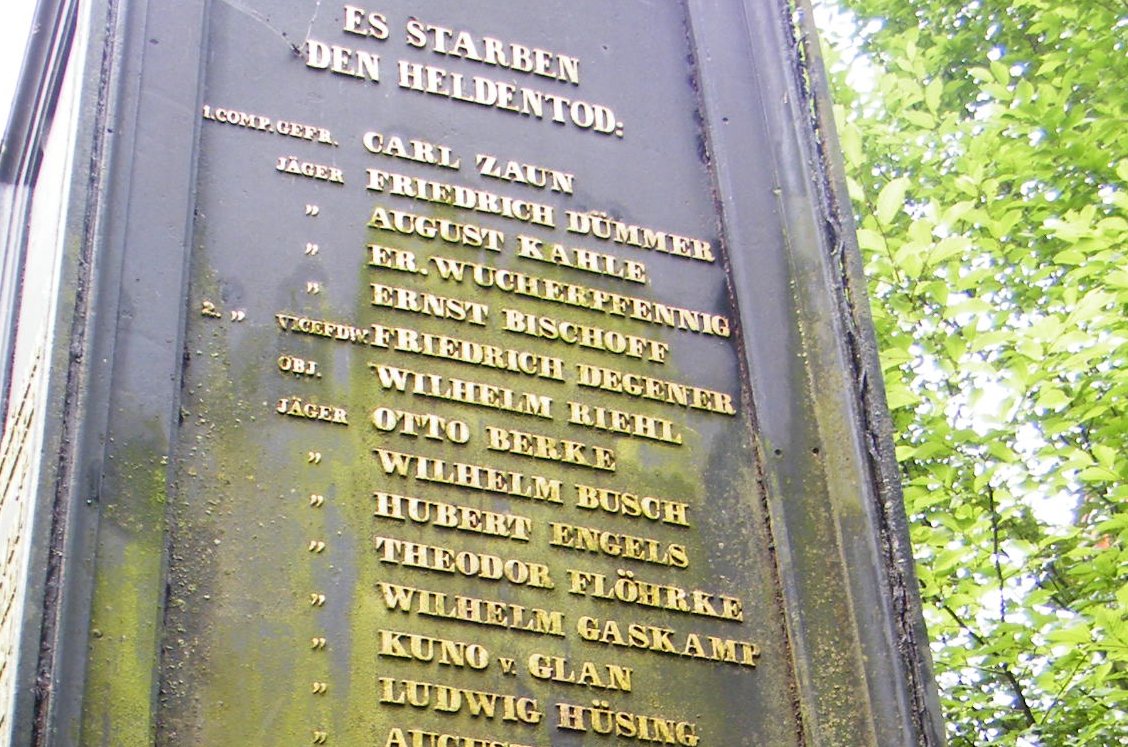 ES STARBEN
DEN HELDENTOD:
1.COMP.GEFR. CARL ZAUN
JÄGER FRIEDRICH DÜMMER
" AUGUST KAHLE
" FR. WUCHERPFENNIG
" ERNST BISCHOFF
2. " VICEFDW. FRIEDRICH DEGENER
OBJ. WILHELM RIEHL
JÄGER OTTO BERKE
" WILHELM BUSCH
" HUBERT ENGELS
" THEODOR FLÖHRKE
" WILHELM GASKAMP
" KUNO v. GLAN
" LUDWIG HÜSING
" AUGUST